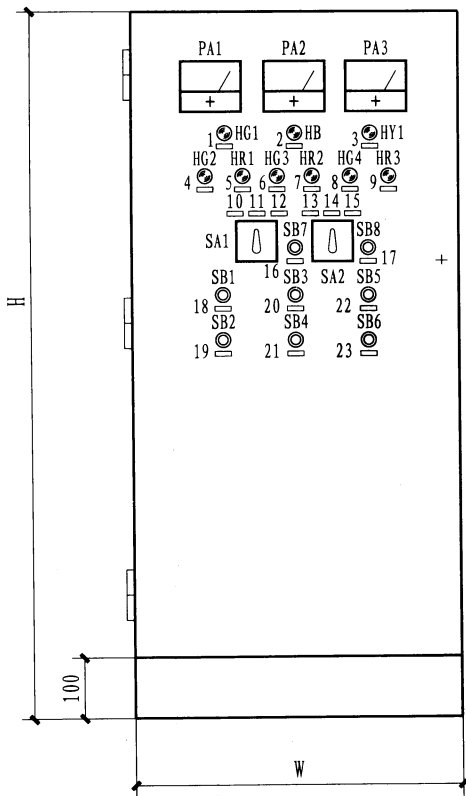 PA1 PA2 PA3
1 HG1 2 HB 3 HY1
HG2 HR1 HG3 HR2 HG4 HR3
4 5 6 7 8 9
10 11 12 13 14 15
SA1 SB7 SB8
16 SA2 17
SB1 SB3 SB5
18 20 22
SB2 SB4 SB6
19 21 23
H
100
W